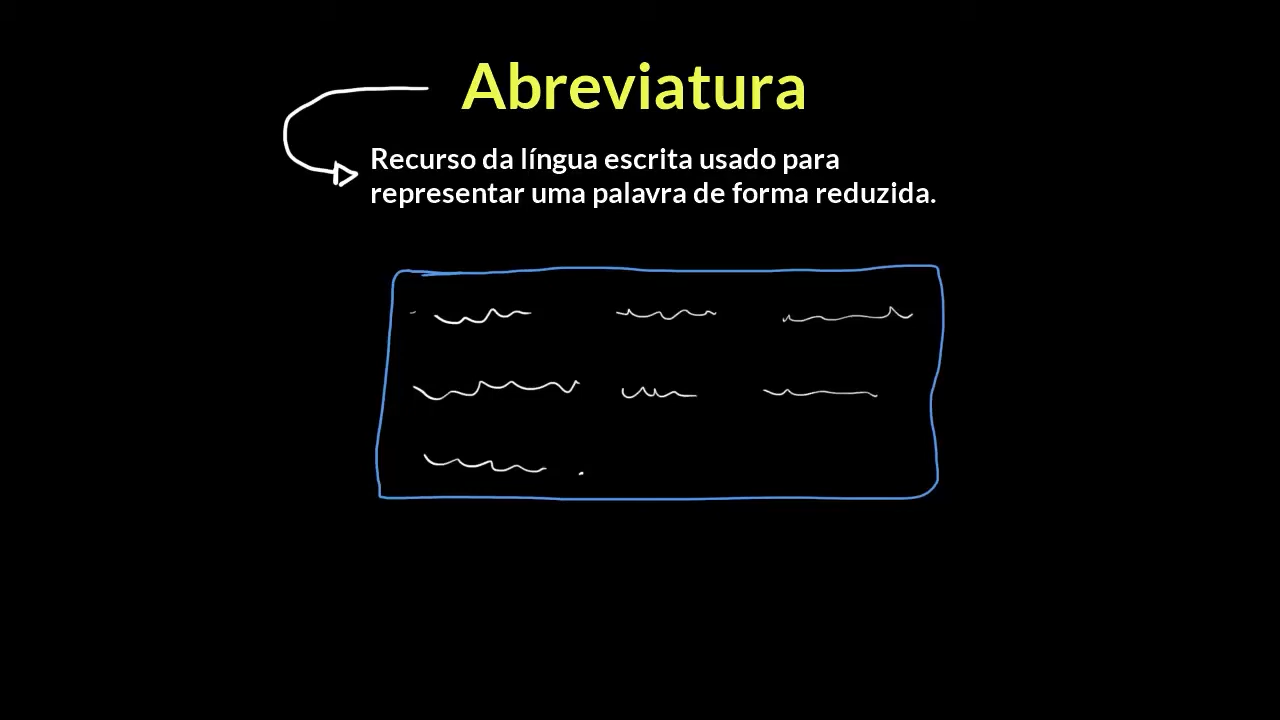 Abreviatura
Recurso da língua escrita usado para
representar uma palavra de forma reduzida.